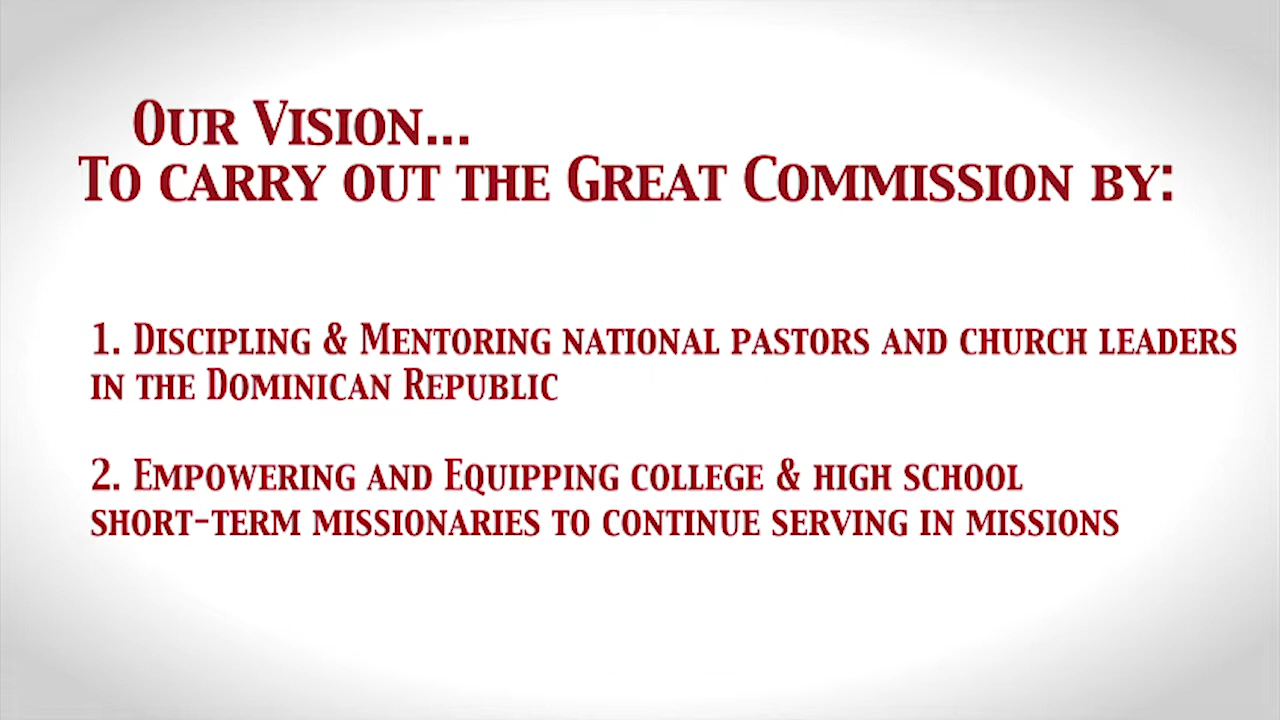 Our Vision...
To carry out the Great Commission by:
1. Discipling & Mentoring national pastors and church leaders
in the Dominican Republic
2. Empowering and Equipping college & high school
short-term missionaries to continue serving in missions